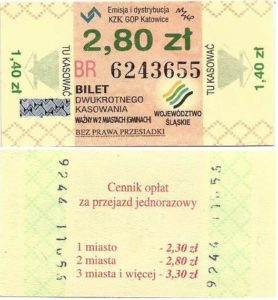 Emisja i dystrybucja
KZK GOP Katowice
2,80 zł
BR 6243655
TU KASOWAĆ
1,40 zł
TU KASOWAĆ
1,40 zł
BILET
DWUKROTNEGO
KASOWANIA
WAŻNY W 2 MIASTACH (GMINACH)
BEZ PRAWA PRZESIADKI
WOJEWÓDZTWO
ŚLĄSKIE
Cennik opłat
za przejazd jednorazowy
1 miasto - 2,30 zł
2 miasta - 2,80 zł
3 miasta i więcej - 3,30 zł